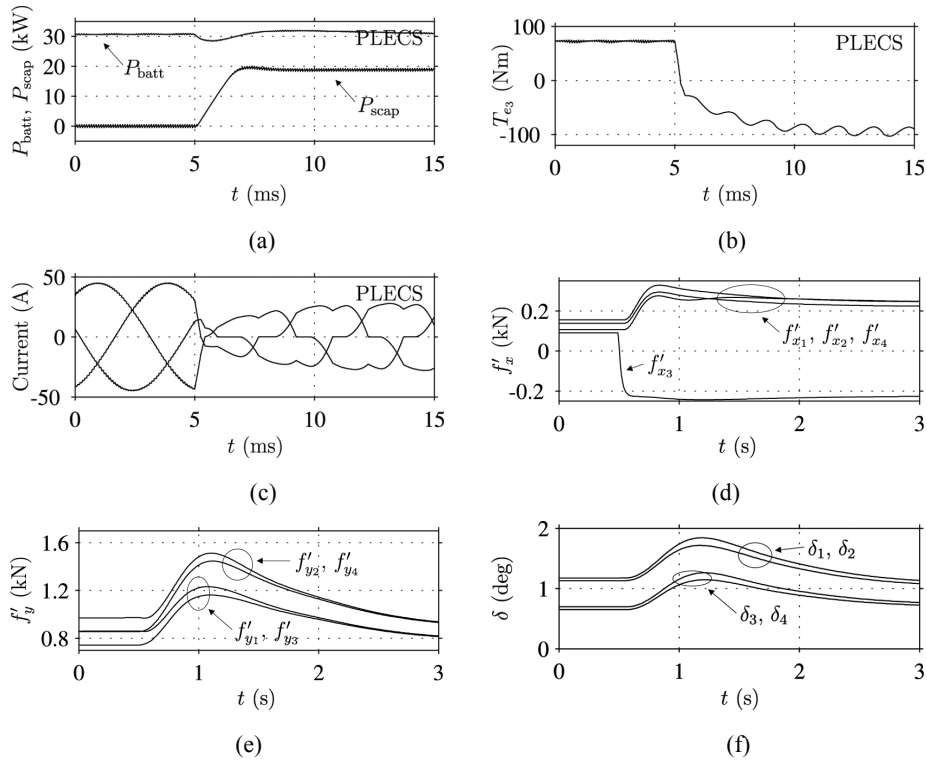 P_batt, P_scap (kW)
30
20
10
0
PLECS
P_batt
P_scap
0 5 10 15
t (ms)
(a)
T_e3 (Nm)
100
0
-100
PLECS
0 5 10 15
t (ms)
(b)
Current (A)
50
0
-50
PLECS
0 5 10 15
t (ms)
(c)
f′_x (kN)
0.2
0
-0.2
f′_x1, f′_x2, f′_x4
f′_x3
0 1 2 3
t (s)
(d)
f′_y (kN)
1.6
1.2
0.8
f′_y2, f′_y4
f′_y1, f′_y3
0 1 2 3
t (s)
(e)
δ (deg)
2
1
0
δ1, δ2
δ3, δ4
0 1 2 3
t (s)
(f)